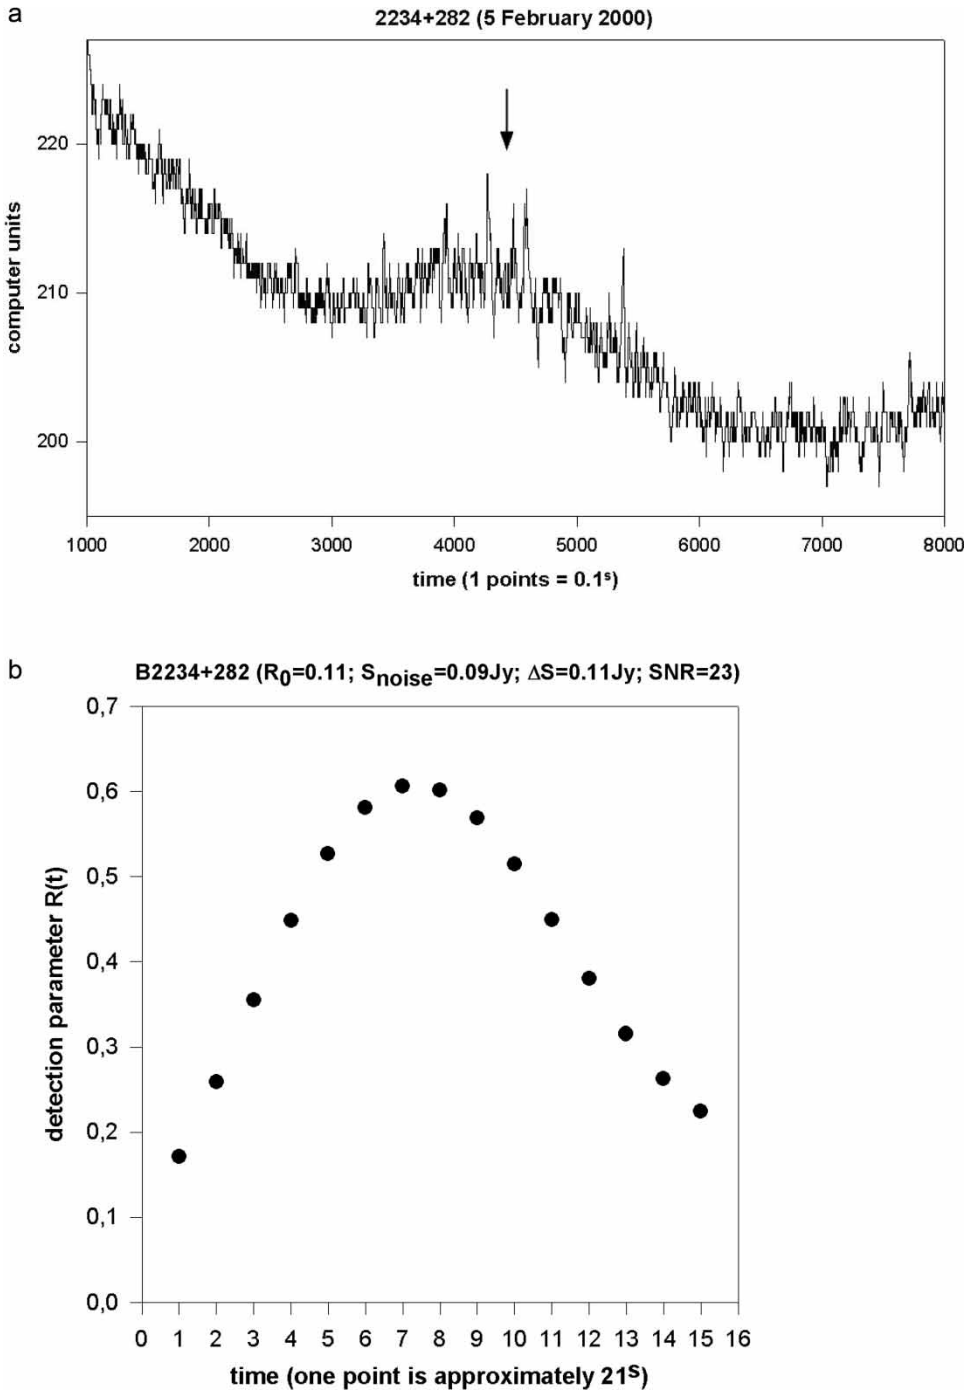 a
2234+282 (5 February 2000)
220
210
200
computer units
1000 2000 3000 4000 5000 6000 7000 8000
time (1 points = 0.1ˢ)
b
B2234+282 (R₀=0.11; Sₙₒᵢₛₑ=0.09Jy; ΔS=0.11Jy; SNR=23)
0,7
0,6
0,5
0,4
0,3
0,2
0,1
0,0
detection parameter R(t)
0 1 2 3 4 5 6 7 8 9 10 11 12 13 14 15 16
time (one point is approximately 21ˢ)